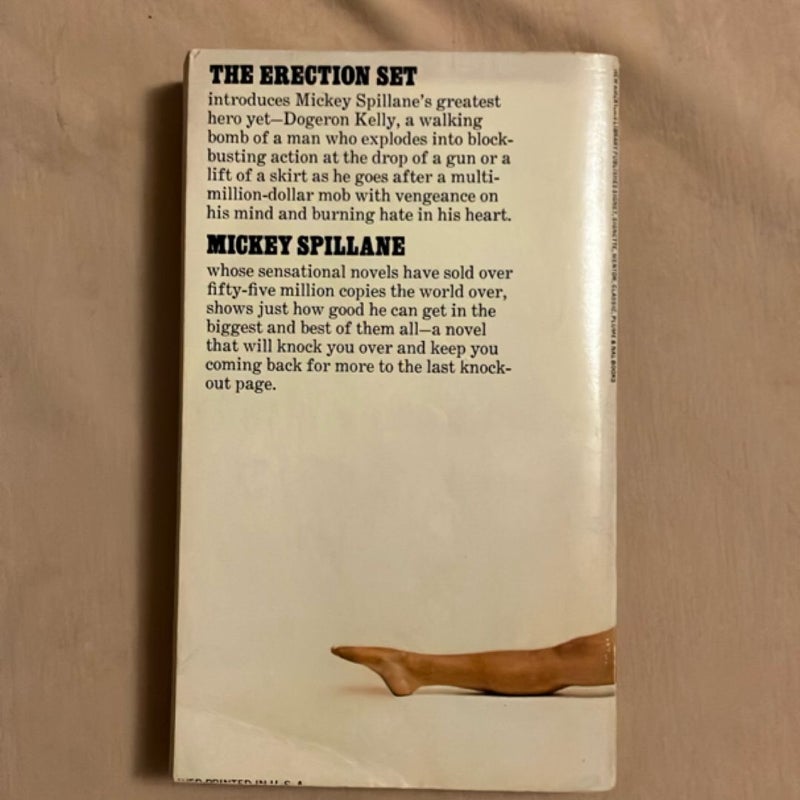 THE ERECTION SET
introduces Mickey Spillane's greatest
hero yet—Dogeron Kelly, a walking
bomb of a man who explodes into block-
busting action at the drop of a gun or a
lift of a skirt as he goes after a multi-
million-dollar mob with vengeance on
his mind and burning hate in his heart.
MICKEY SPILLANE
whose sensational novels have sold over
fifty-five million copies the world over,
shows just how good he can get in the
biggest and best of them all—a novel
that will knock you over and keep you
coming back for more to the last knock-
out page.
PRINTED IN U.S.A.